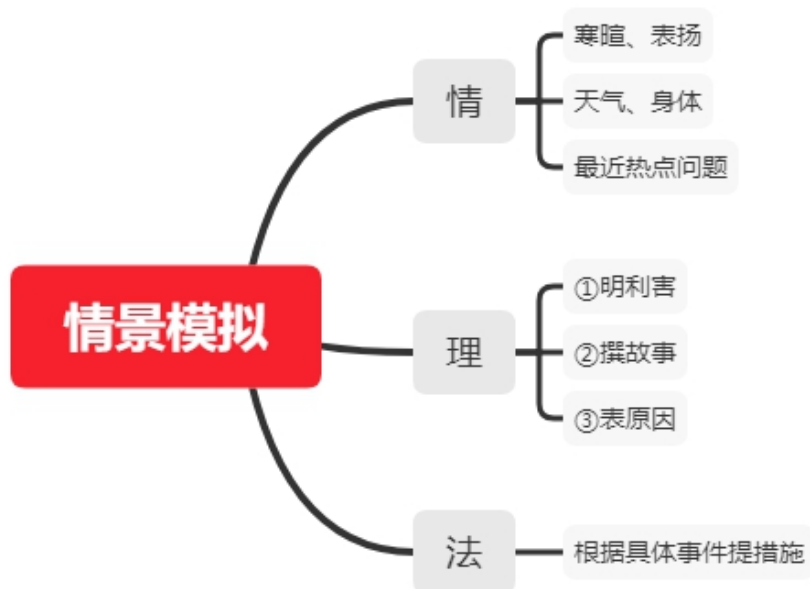 情景模拟
情
寒暄、表扬
天气、身体
最近热点问题
理
①明利害
②撰故事
③表原因
法
根据具体事件提措施